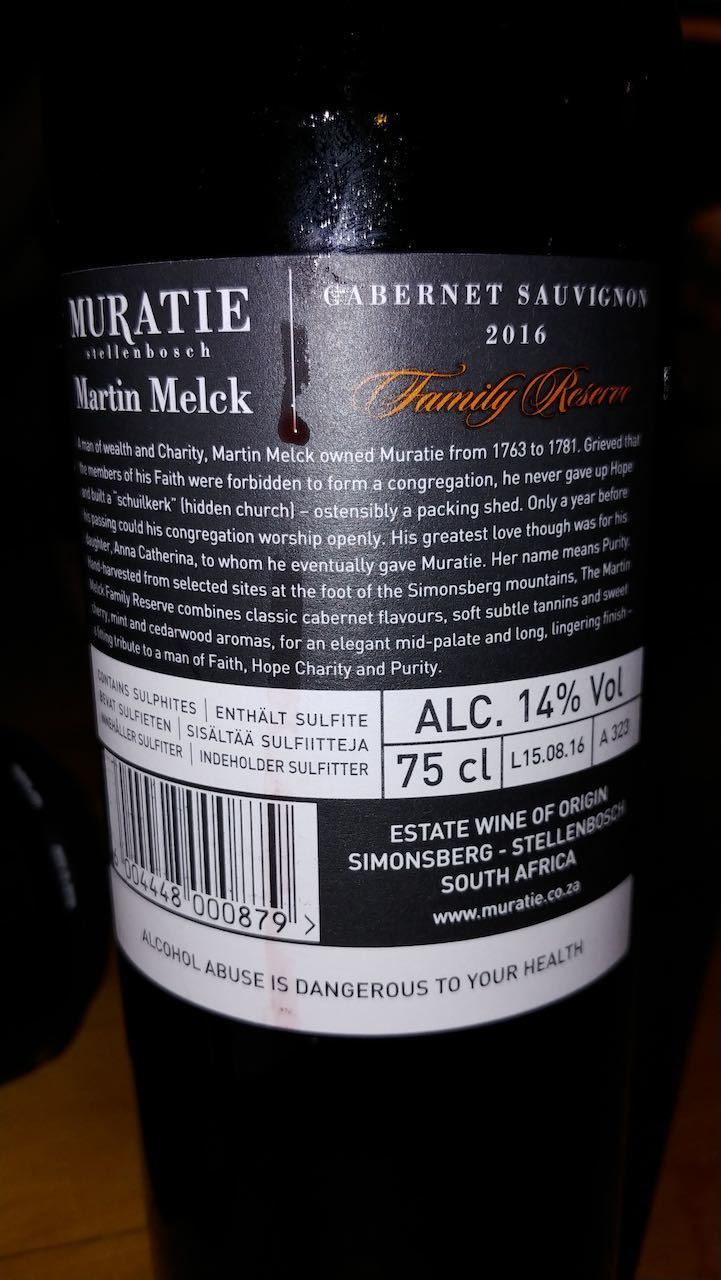 MURATIE
stellenbosch
Martin Melck
CABERNET SAUVIGNON
2016
Family Reserve
A man of wealth and Charity, Martin Melck owned Muratie from 1763 to 1781. Grieved that
the members of his Faith were forbidden to form a congregation, he never gave up Hope
and built a "schuilkerk" (hidden church) – ostensibly a packing shed. Only a year before
his passing could his congregation worship openly. His greatest love though was for his
daughter, Anna Catherina, to whom he eventually gave Muratie. Her name means Purity.
Hand-harvested from selected sites at the foot of the Simonsberg mountains, The Martin
Melck Family Reserve combines classic cabernet flavours, soft subtle tannins and sweet
cherry, mint and cedarwood aromas, for an elegant mid-palate and long, lingering finish –
a fitting tribute to a man of Faith, Hope Charity and Purity.
CONTAINS SULPHITES | ENTHÄLT SULFITE
BEVAT SULFIETEN | SISÄLTÄÄ SULFIITTEJA
INNEHÅLLER SULFITER | INDEHOLDER SULFITTER
ALC. 14% Vol
75 cl L15.08.16 A 323
6 004448 000879 >
ESTATE WINE OF ORIGIN
SIMONSBERG - STELLENBOSCH
SOUTH AFRICA
www.muratie.co.za
ALCOHOL ABUSE IS DANGEROUS TO YOUR HEALTH